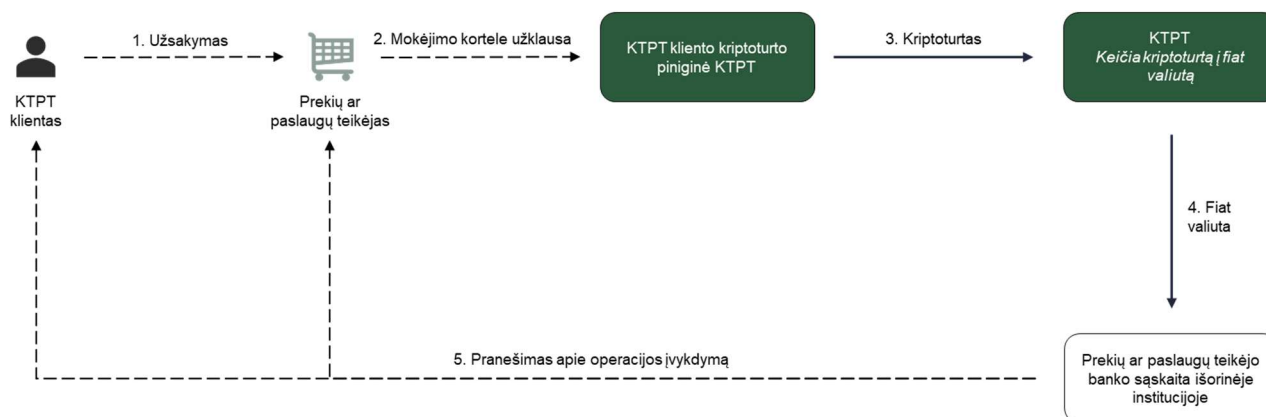 1. Užsakymas
2. Mokėjimo kortele užklausa
KTPT kliento kriptoturto
piniginė KTPT
3. Kriptoturtas
KTPT
Keičia kriptoturtą į fiat
valiutą
KTPT
klientas
Prekių ar
paslaugų teikėjas
4. Fiat
valiuta
5. Pranešimas apie operacijos įvykdymą
Prekių ar paslaugų teikėjo
banko sąskaita išorinėje
institucijoje